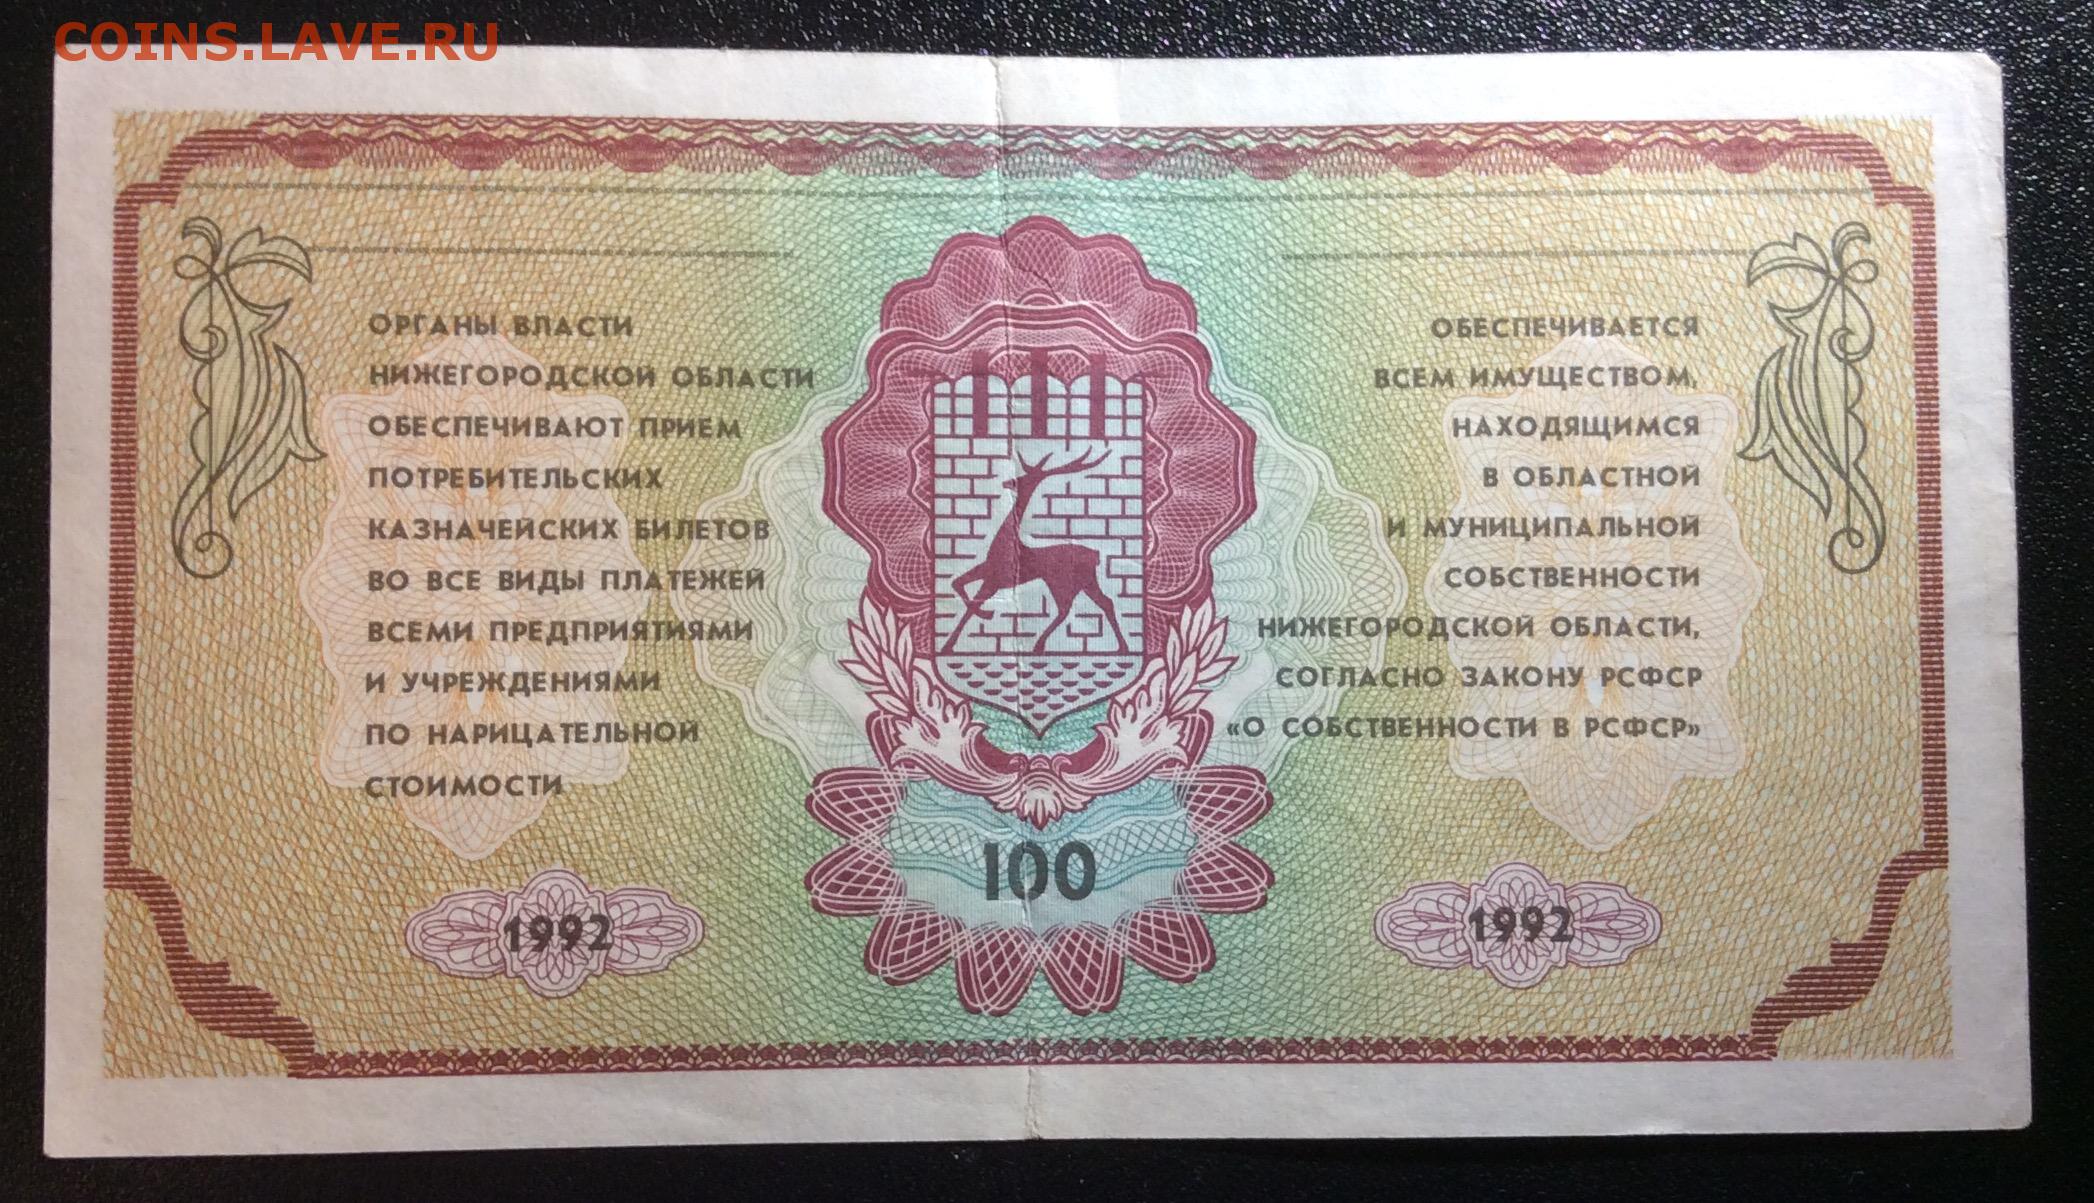 COINS.LAVE.RU
ОРГАНЫ ВЛАСТИ
НИЖЕГОРОДСКОЙ ОБЛАСТИ
ОБЕСПЕЧИВАЮТ ПРИЕМ
ПОТРЕБИТЕЛЬСКИХ
КАЗНАЧЕЙСКИХ БИЛЕТОВ
ВО ВСЕ ВИДЫ ПЛАТЕЖЕЙ
ВСЕМИ ПРЕДПРИЯТИЯМИ
И УЧРЕЖДЕНИЯМИ
ПО НАРИЦАТЕЛЬНОЙ
СТОИМОСТИ
ОБЕСПЕЧИВАЕТСЯ
ВСЕМ ИМУЩЕСТВОМ,
НАХОДЯЩИМСЯ
В ОБЛАСТНОЙ
И МУНИЦИПАЛЬНОЙ
СОБСТВЕННОСТИ
НИЖЕГОРОДСКОЙ ОБЛАСТИ,
СОГЛАСНО ЗАКОНУ РСФСР
«О СОБСТВЕННОСТИ В РСФСР»
100
1992
1992